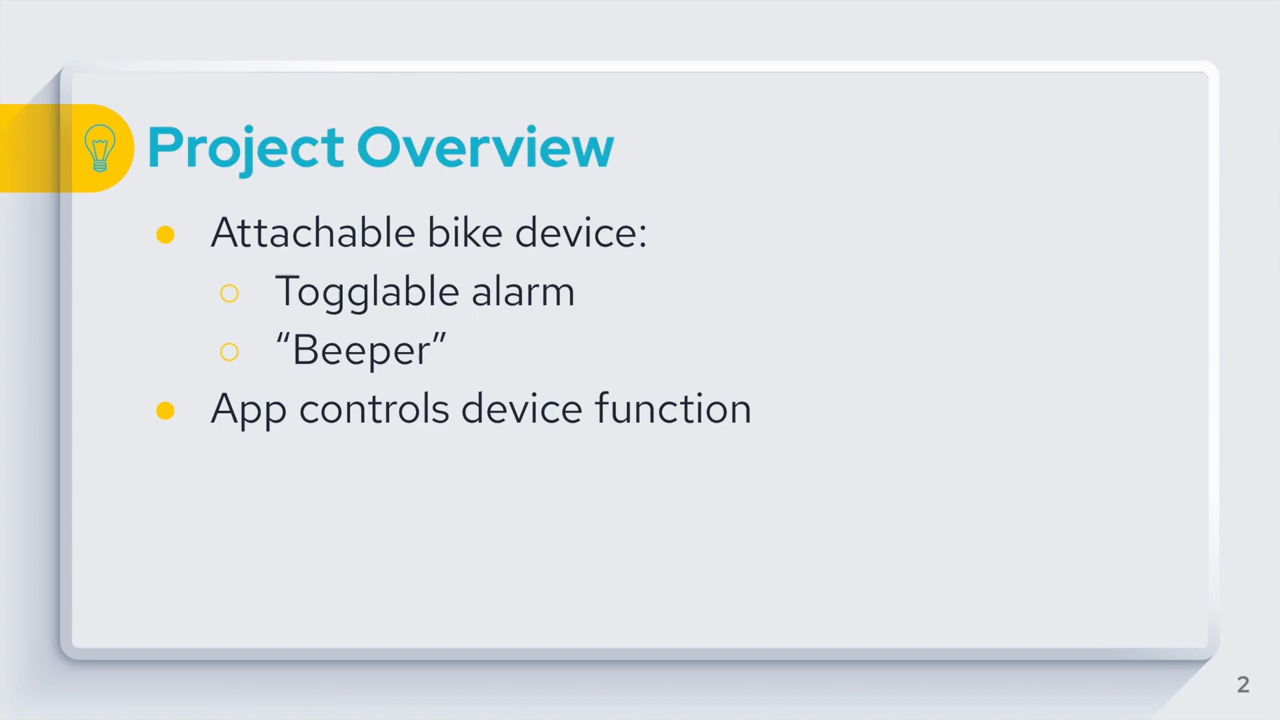 Project Overview
● Attachable bike device:
○ Togglable alarm
○ “Beeper”
● App controls device function
2